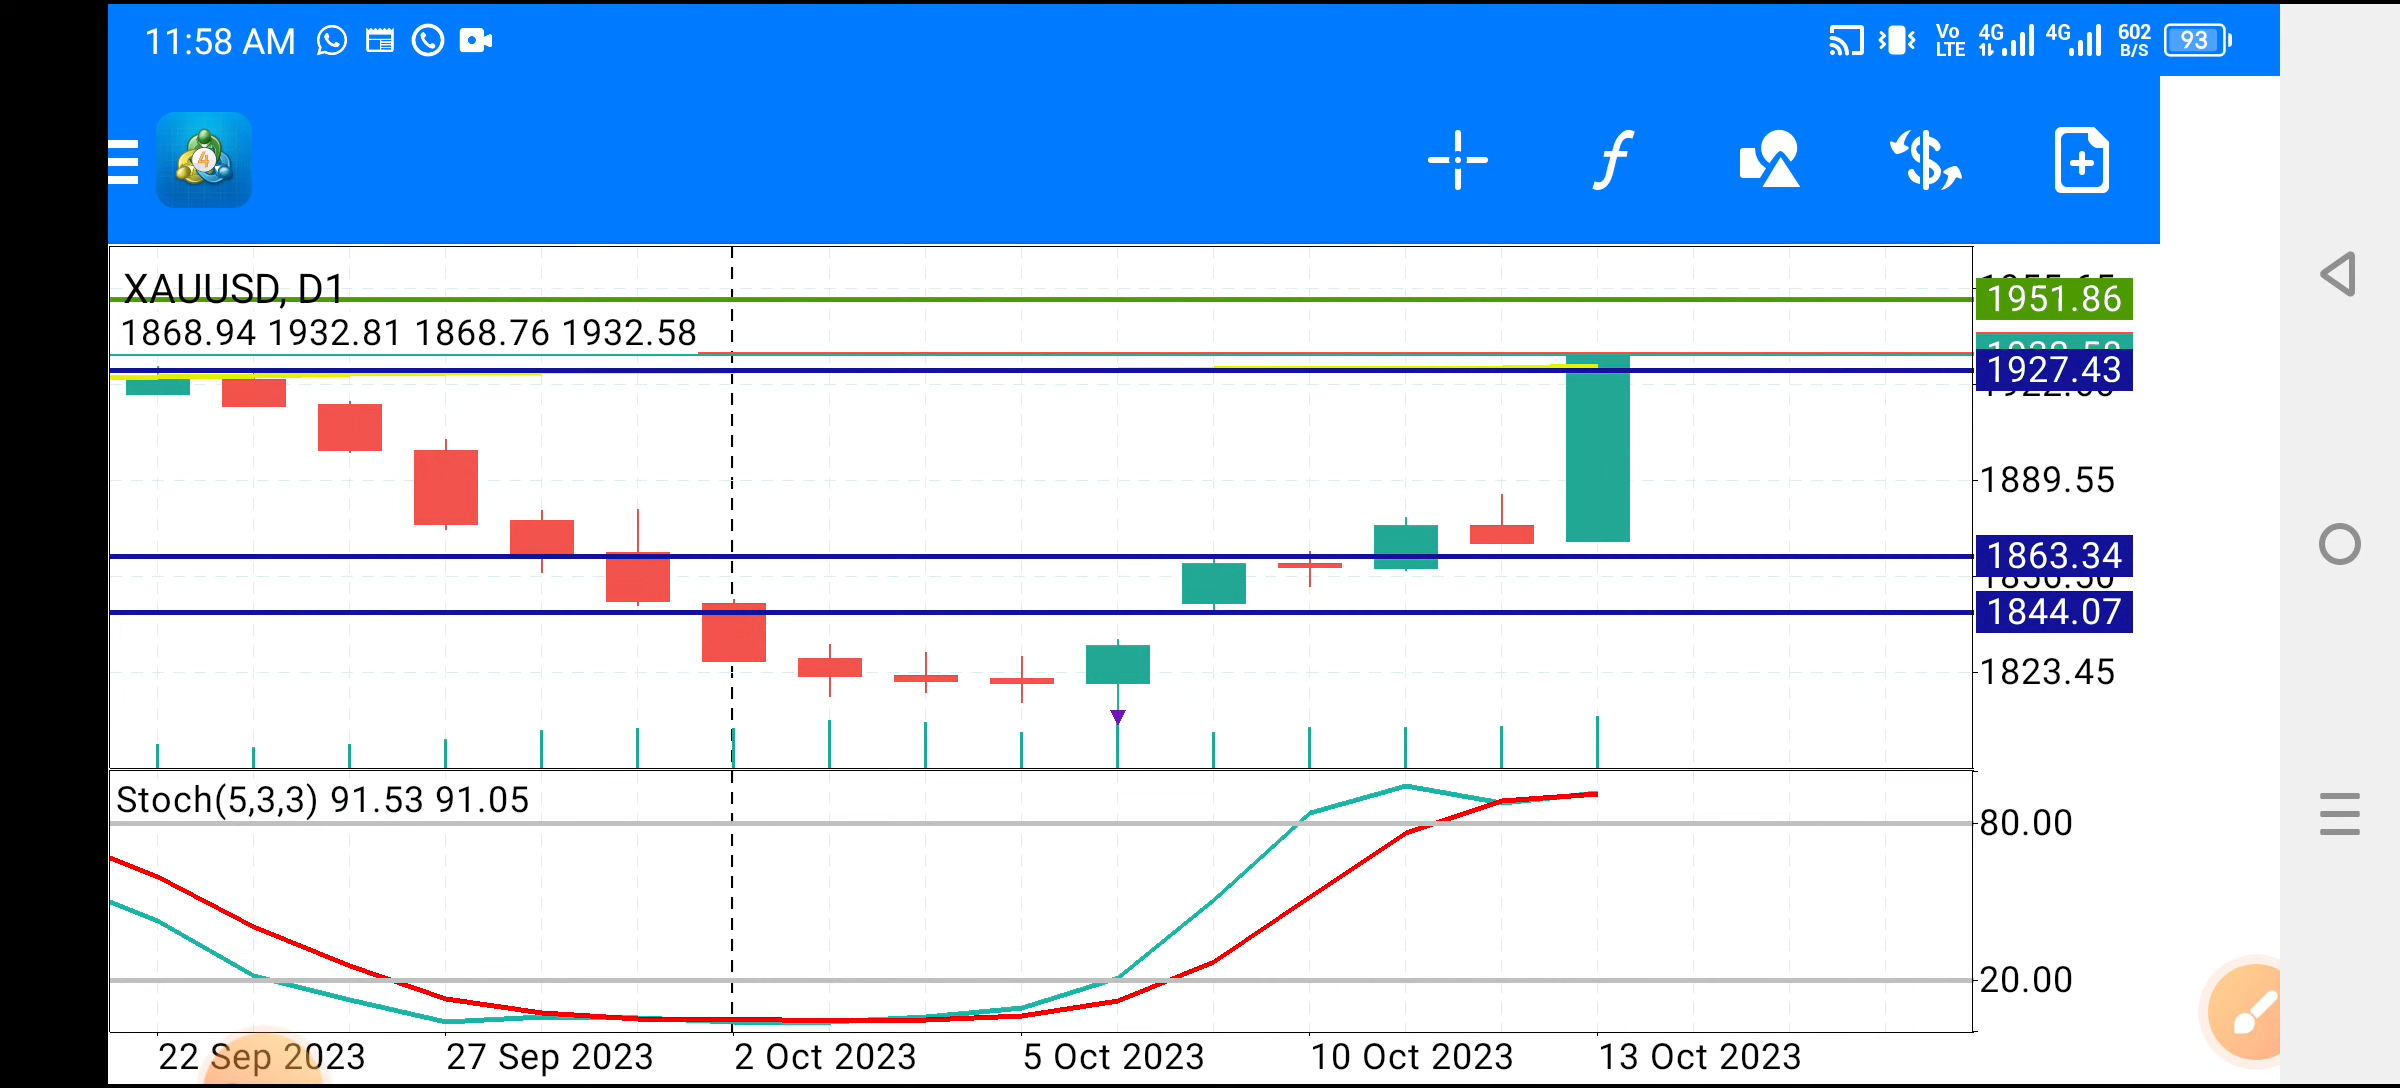 11:58 AM
Vo LTE 4G 4G 602 B/S 93
4
XAUUSD, D1
1868.94 1932.81 1868.76 1932.58
1951.86
1927.43
1889.55
1863.34
1844.07
1823.45
Stoch(5,3,3) 91.53 91.05
80.00
20.00
22 Sep 2023 27 Sep 2023 2 Oct 2023 5 Oct 2023 10 Oct 2023 13 Oct 2023